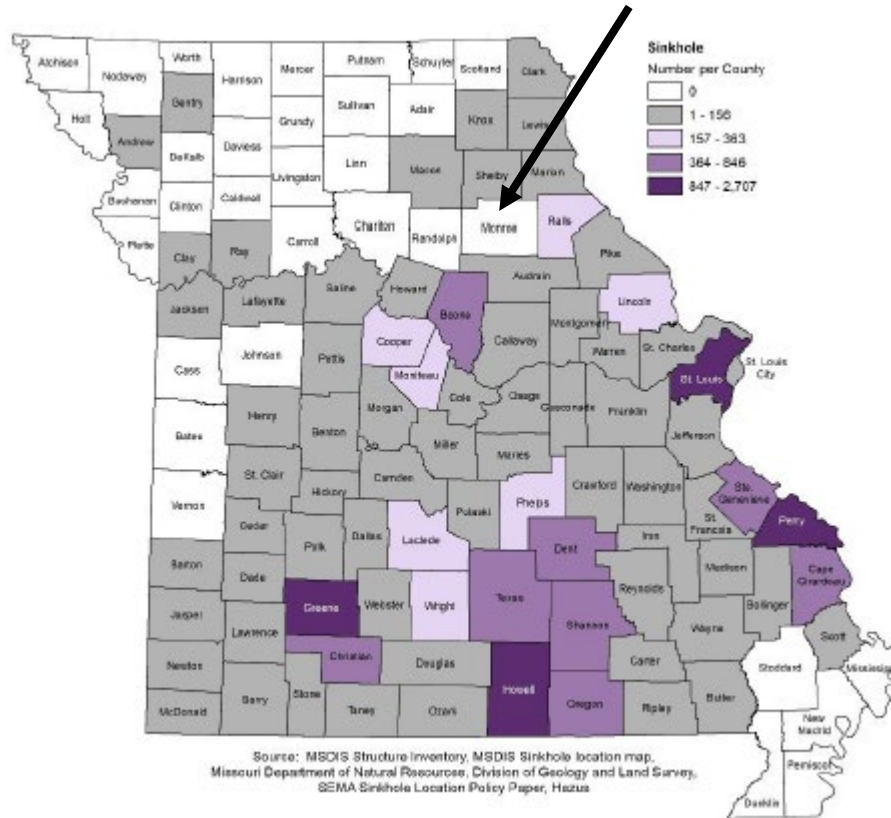 Sinkhole
Number per County
0
1 - 156
157 - 363
364 - 846
847 - 2,707
Atchison
Nodaway
Worth
Harrison
Mercer
Putnam
Schuyler
Scotland
Clark
Gentry
Sullivan
Adair
Knox
Lewis
Holt
Andrew
DeKalb
Daviess
Grundy
Linn
Macon
Shelby
Marion
Livingston
Buchanan
Clinton
Caldwell
Platte
Clay
Ray
Carroll
Chariton
Randolph
Monroe
Ralls
Pike
Jackson
Lafayette
Saline
Howard
Boone
Audrain
Lincoln
Cass
Johnson
Pettis
Cooper
Moniteau
Callaway
Montgomery
Warren
St. Charles
St. Louis
St. Louis
City
Bates
Henry
Benton
Morgan
Cole
Osage
Gasconade
Franklin
Jefferson
Miller
Maries
Vernon
St. Clair
Hickory
Camden
Pulaski
Phelps
Crawford
Washington
Ste.
Genevieve
St.
Francois
Perry
Cedar
Polk
Dallas
Laclede
Dent
Iron
Madison
Cape
Girardeau
Barton
Dade
Greene
Webster
Wright
Texas
Shannon
Reynolds
Bollinger
Jasper
Lawrence
Christian
Douglas
Wayne
Scott
Newton
Howell
Carter
Stoddard
Mississippi
McDonald
Barry
Stone
Taney
Ozark
Oregon
Ripley
Butler
New
Madrid
Pemiscot
Dunklin
Source: MSDIS Structure Inventory, MSDIS Sinkhole location map,
Missouri Department of Natural Resources, Division of Geology and Land Survey,
SEMA Sinkhole Location Policy Paper, Hazus